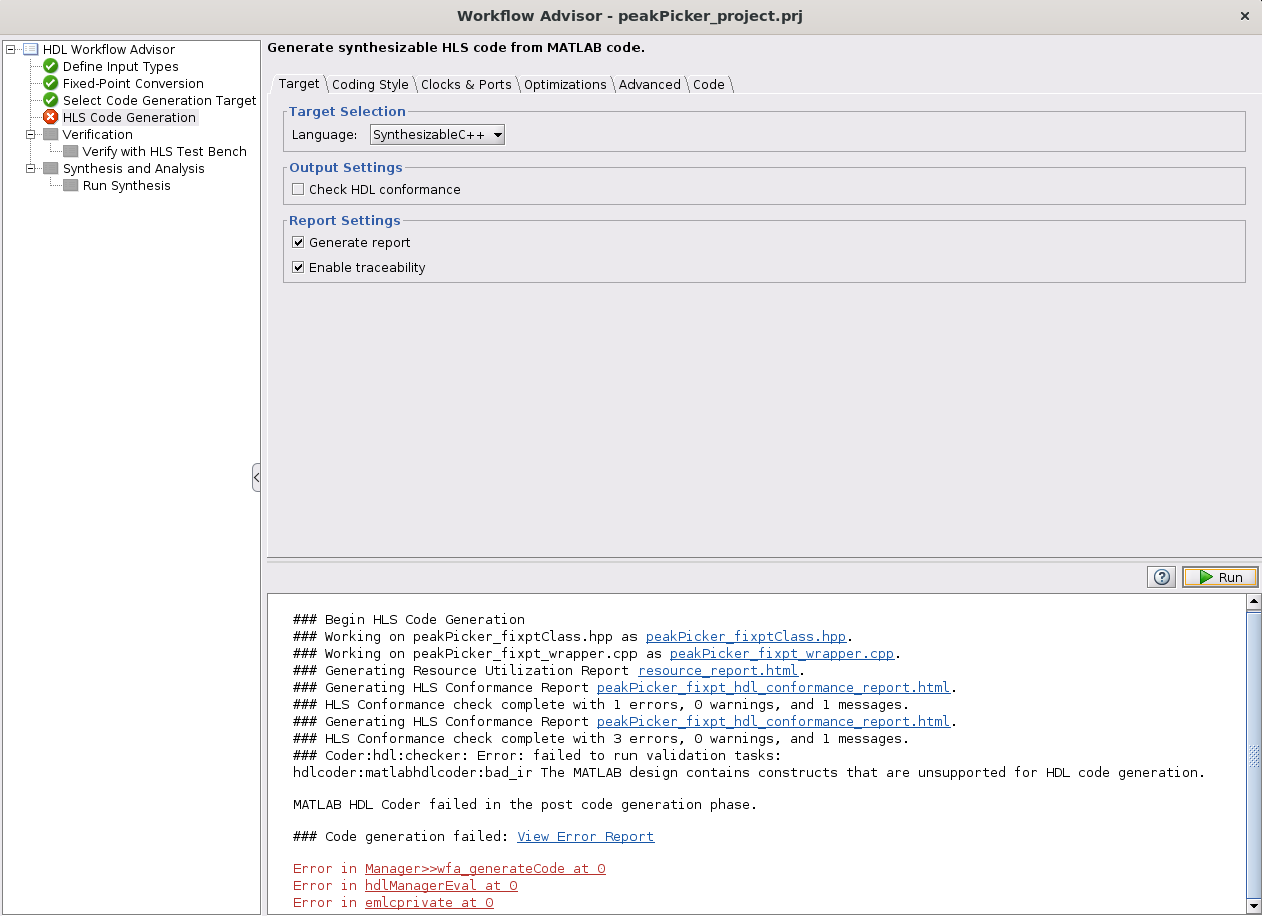 Workflow Advisor - peakPicker_project.prj
HDL Workflow Advisor
Define Input Types
Fixed-Point Conversion
Select Code Generation Target
HLS Code Generation
Verification
Verify with HLS Test Bench
Synthesis and Analysis
Run Synthesis
Generate synthesizable HLS code from MATLAB code.
Target Coding Style Clocks & Ports Optimizations Advanced Code
Target Selection
Language: SynthesizableC++
Output Settings
Check HDL conformance
Report Settings
Generate report
Enable traceability
Run
### Begin HLS Code Generation
### Working on peakPicker_fixptClass.hpp as peakPicker_fixptClass.hpp.
### Working on peakPicker_fixpt_wrapper.cpp as peakPicker_fixpt_wrapper.cpp.
### Generating Resource Utilization Report resource_report.html.
### Generating HLS Conformance Report peakPicker_fixpt_hdl_conformance_report.html.
### HLS Conformance check complete with 1 errors, 0 warnings, and 1 messages.
### Generating HLS Conformance Report peakPicker_fixpt_hdl_conformance_report.html.
### HLS Conformance check complete with 3 errors, 0 warnings, and 1 messages.
### Coder:hdl:checker: Error: failed to run validation tasks:
hdlcoder:matlabhdlcoder:bad_ir The MATLAB design contains constructs that are unsupported for HDL code generation.
MATLAB HDL Coder failed in the post code generation phase.
### Code generation failed: View Error Report
Error in Manager>>wfa_generateCode at 0
Error in hdlManagerEval at 0
Error in emlcprivate at 0